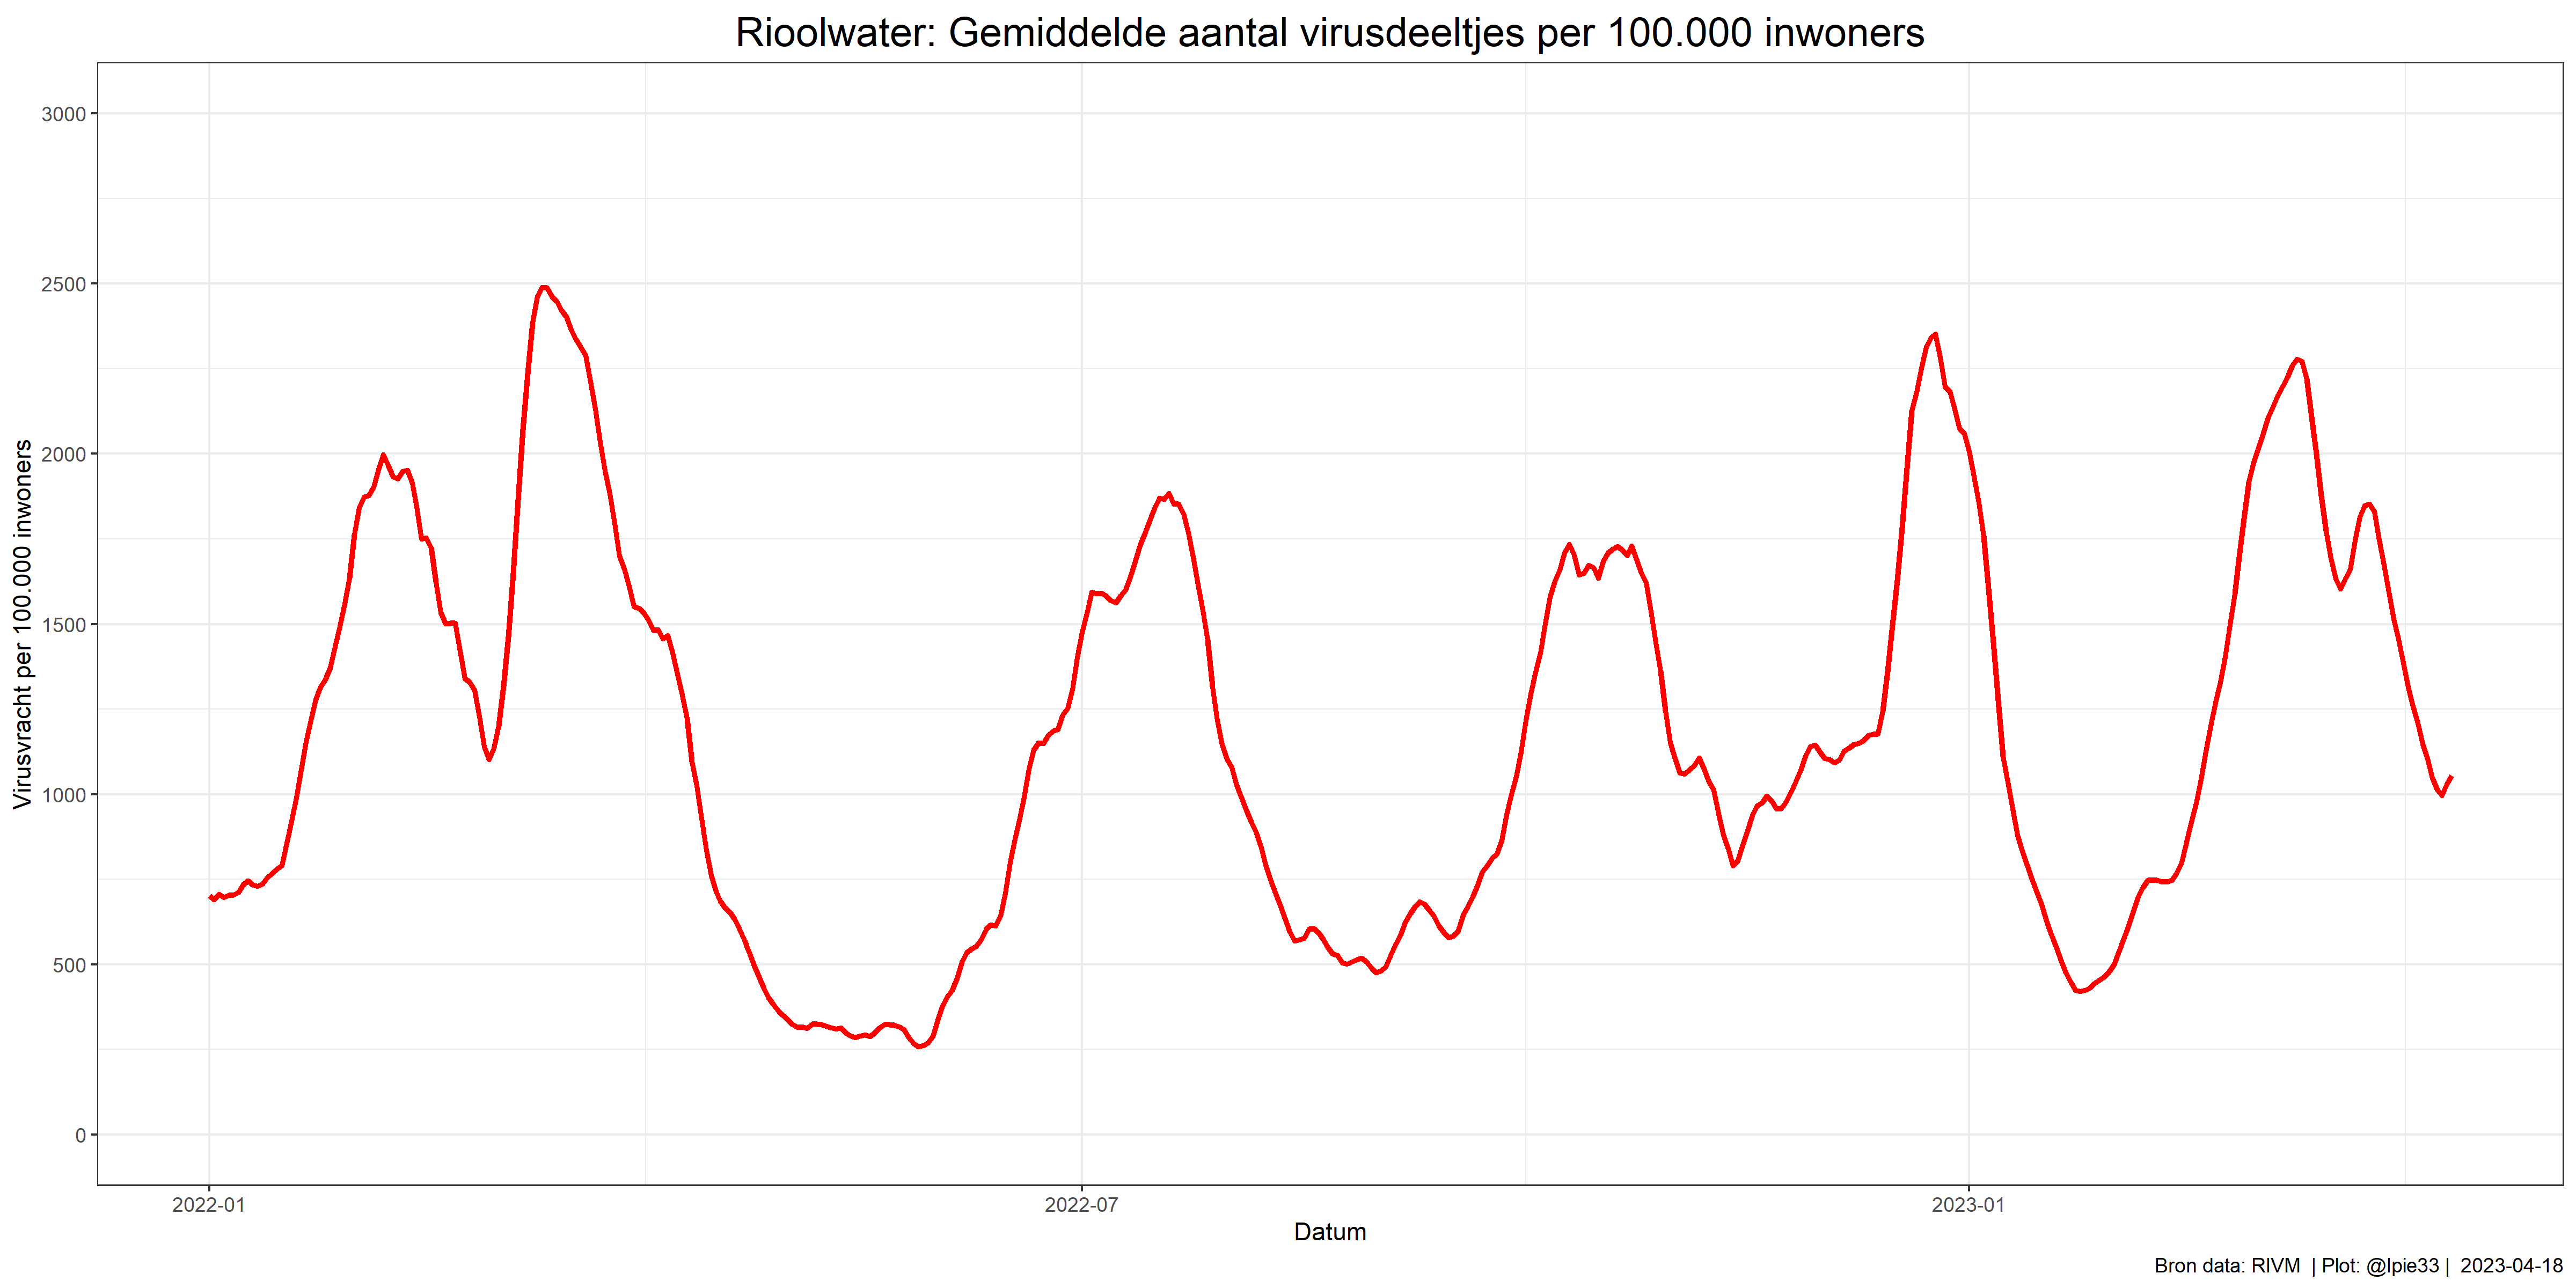 Rioolwater: Gemiddelde aantal virusdeeltjes per 100.000 inwoners
Virusvracht per 100.000 inwoners
3000
2500
2000
1500
1000
500
0
2022-01
2022-07
2023-01
Datum
Bron data: RIVM | Plot: @lpie33 | 2023-04-18